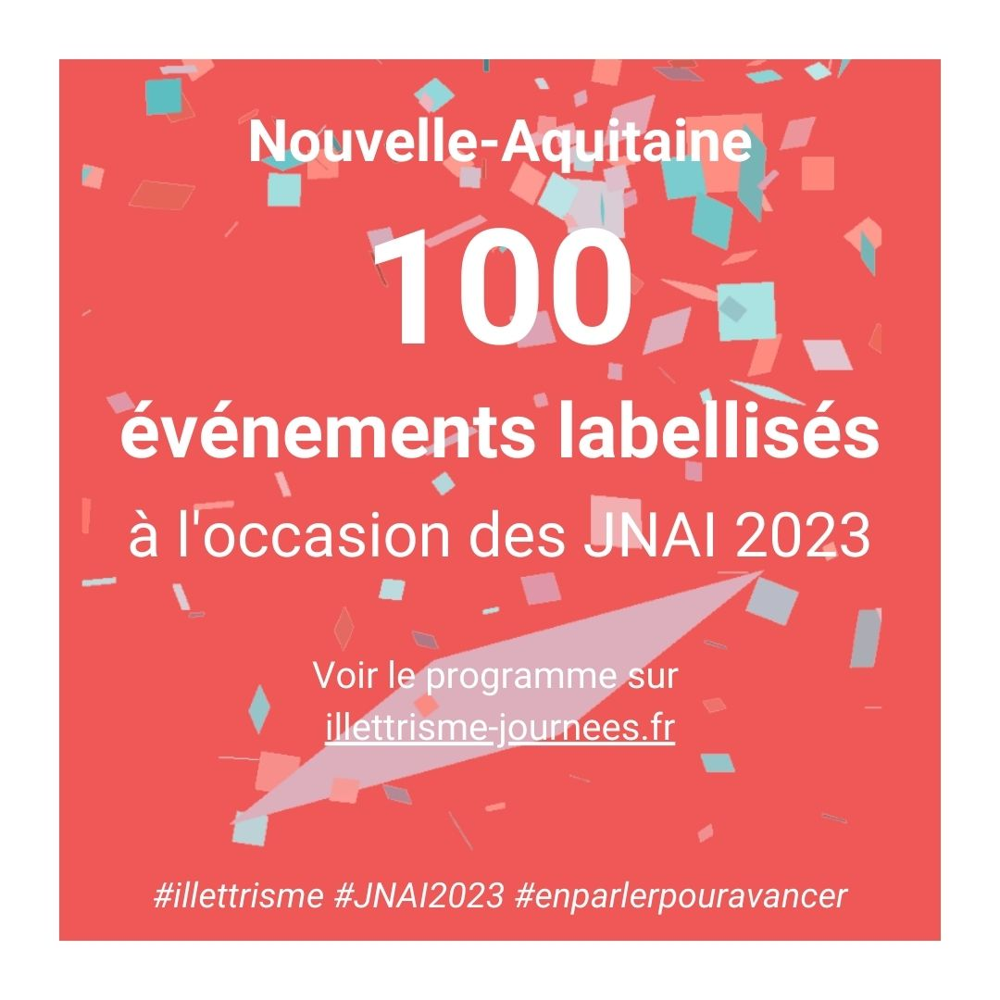 Nouvelle-Aquitaine
100
événements labellisés
à l'occasion des JNAI 2023
Voir le programme sur
illettrisme-journees.fr
#illettrisme #JNAI2023 #enparlerpouravancer